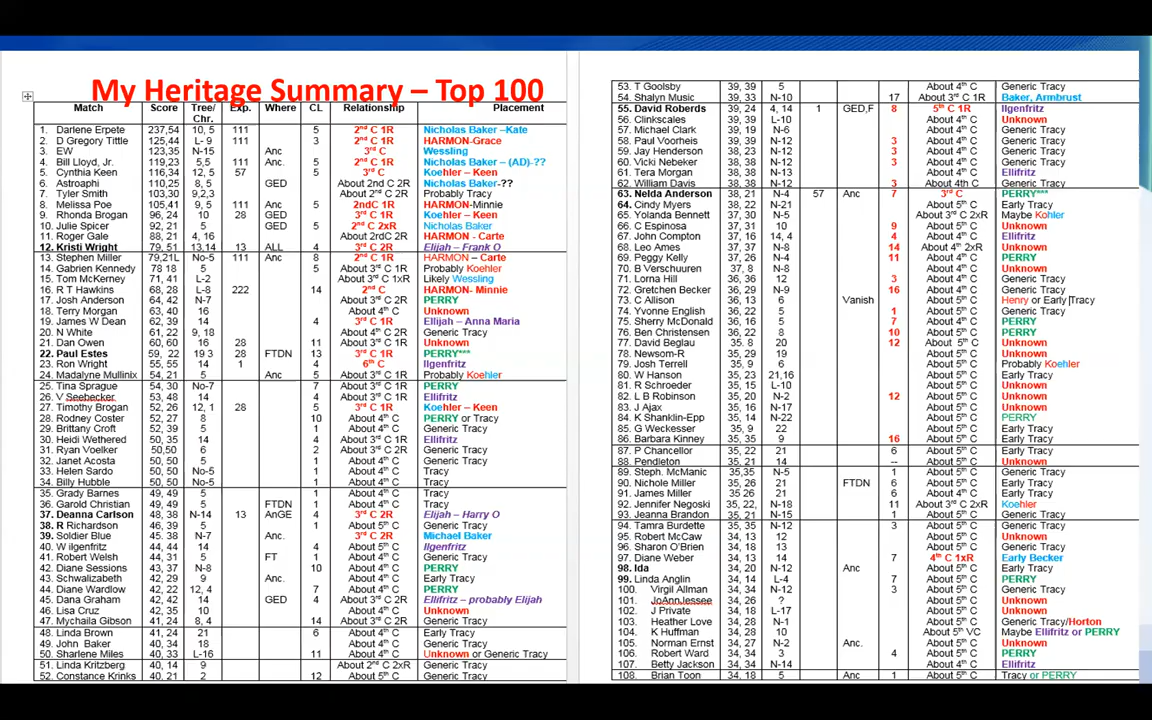 My Heritage Summary – Top 100
Match Score Tree/ Chr. Exp. Where CL Relationship Placement
1. Darlene Erpete 237,54 10, 5 111 5 2nd C 1R Nicholas Baker -Kate
2. D Gregory Tittle 125,44 L- 9 111 3 2nd C 1R HARMON-Grace
3. EW 123,35 N-15 Anc 3rd C Wessling
4. Bill Lloyd, Jr. 119,23 5,5 111 Anc. 5 2nd C 1R Nicholas Baker – (AD)-??
5. Cynthia Keen 116,34 12, 5 57 5 3rd C Koehler – Keen
6. Astroaphi 110,25 8, 5 GED About 2nd C 2R Nicholas Baker-??
7. Tyler Smith 103,30 9,2,3 About 2nd C 2R Probably Tracy
8. Melissa Poe 105,41 9, 5 111 Anc 5 2ndC 1R HARMON-Minnie
9. Rhonda Brogan 96, 24 10 28 GED 3rd C 1R Koehler - Keen
10. Julie Spicer 92, 21 5 GED 5 2nd C 2xR Nicholas Baker
11. Roger Gale 88, 21 4, 16 About 2rdC 2R HARMON - Carte
12. Kristi Wright 79, 51 13,14 13 ALL 4 3rd C 2R Elijah – Frank O
13. Stephen Miller 79,21L No-5 111 Anc 8 2nd C 1R HARMON – Carte
14. Gabrien Kennedy 78 18 5 5 About 3rd C 1R Probably Koehler
15. Tom McKerney 71, 41 L-2 About 3rd C 1xR Likely Wessling
16. R T Hawkins 68, 28 L-8 222 14 2nd C HARMON- Minnie
17. Josh Anderson 64, 42 N-7 About 3rd C 2R PERRY
18. Terry Morgan 63, 40 16 About 4th C Unknown
19. James W Dean 62, 39 14 4 3rd C 1R Ellijah – Anna Maria
20. N White 61, 22 9, 18 About 4th C 2R Generic Tracy
21. Dan Owen 60, 60 16 28 11 About 3rd C 1R Unknown
22. Paul Estes 59, 22 19 3 28 FTDN 13 3rd C 1R PERRY***
23. Ron Wright 55, 55 14 1 4 6th C Ilgenfritz
24. Madalyne Mullinix 54, 21 5 Anc 5 About 3rd C 1R Probably Koehler
25. Tina Sprague 54, 30 No-7 7 About 3rd C 1R PERRY
26. V Seebecker 53, 48 14 4 About 3rd C 1R Ellifritz
27. Timothy Brogan 52, 26 12, 1 28 5 3rd C 1R Koehler - Keen
28. Rodney Coster 52, 27 8 10 About 4th C PERRY or Tracy
29. Brittany Croft 52, 39 5 1 About 4th C Generic Tracy
30. Heidi Wethered 50, 35 14 4 About 3rd C 1R Ellifritz
31. Ryan Voelker 50,50 6 2 About 3rd C 1R Generic Tracy
32. Janet Acosta 50, 50 5 1 About 4th C Generic Tracy
33. Helen Sardo 50, 50 No-5 1 About 4th C Tracy
34. Billy Hubble 50, 50 No-5 1 About 4th C Generic Tracy
35. Grady Barnes 49, 49 5 1 About 4th C Tracy
36. Garold Christian 48, 24 5 FTDN 1 About 4th C Tracy
37. Deanna Carlson 48, 38 N-14 13 AnGE 4 3rd C 2R Elijah – Harry O
38. R Richardson 46, 39 5 1 About 5th C Generic Tracy
39. Soldier Blue 45. 38 N-7 Anc. 3rd C 2R Michael Baker
40. W ilgenfritz 44, 44 14 4 About 5th C Ilgenfritz
41. Robert Welsh 44, 31 5 FT 1 About 4th C Generic Tracy
42. Diane Sessions 43, 37 N-8 10 About 4th C PERRY
43. Schwalizabeth 42, 29 9 Anc. About 4th C Early Tracy
44. Diane Wardlow 42, 22 12, 4 7 About 4th C PERRY
45. Dana Graham 42, 42 14 GED 4 About 3rd C 2R Ellifritz – probably Elijah
46. Lisa Cruz 42, 35 10 About 4th C Unknown
47. Mychaila Gibson 41, 24 8, 4 14 About 3rd C 2R Generic Tracy
48. Linda Brown 41, 24 21 6 About 4th C Early Tracy
49. John Baker 40, 34 18 About 4th C Generic Tracy
50. Sharlene Miles 40, 33 L-16 11 About 4th C Unknown or Generic Tracy
51. Linda Kritzberg 40, 14 9 About 2nd C 2xR Generic Tracy
52. Constance Krinks 40, 21 2 12 About 5th C Generic Tracy
53. T Goolsby 39, 39 5 About 4th C Generic Tracy
54. Shalyn Music 39, 33 N-10 17 About 3rd C 1R Baker, Armbrust
55. David Roberds 39, 24 4, 14 1 GED,F 8 5th C 1R Ilgenfritz
56. Clinkscales 39, 39 L-10 About 4th C Unknown
57. Michael Clark 39, 19 N-6 About 4th C Generic Tracy
58. Paul Voorheis 39, 34 N-12 3 About 4th C Generic Tracy
59. Jay Henderson 38, 23 N-12 3 About 4th C Generic Tracy
60. Vicki Nebeker 38, 38 N-12 3 About 4th C Generic Tracy
61. Tera Morgan 38, 38 N-13 About 4th C Ellifritz
62. William Davis 38, 38 N-12 3 About 4th C Generic Tracy
63. Nelda Anderson 38, 21 N-4 57 Anc 7 3rd C PERRY***
64. Cindy Myers 38, 22 N-21 About 5th C Early Tracy
65. Yolanda Bennett 37, 30 N-5 About 3rd C 2xR Maybe Kohler
66. C Espinosa 37, 31 10 9 About 5th C Unknown
67. John Compton 37, 16 14, 4 4 About 4th C Ellifritz
68. Leo Ames 37, 37 N-8 14 About 4th 2xR Unknown
69. Peggy Kelly 37, 26 N-4 11 About 4th C PERRY
70. B Verschuuren 37, 8 N-8 About 4th C Unknown
71. Lorna Hill 36, 36 12 3 About 4th C Generic Tracy
72. Gretchen Becker 36, 29 N-9 16 About 4th C Generic Tracy
73. C Allison 36, 13 6 Vanish About 5th C Henry or Early Tracy
74. Yvonne English 36, 22 5 1 About 5th C Generic Tracy
75. Sherry McDonald 36, 16 5 7 About 4th C PERRY
76. Ben Christensen 36, 22 8 10 About 5th C PERRY
77. David Beglau 35. 8 20 12 About 5th C Unknown
78. Newsom-R 35, 29 19 About 4th C Unknown
79. Josh Terrell 35, 9 6 About 5th C Probably Koehler
80. W Hanson 35, 23 21,16 About 5th C Early Tracy
81. R Schroeder 35, 15 L-10 About 5th C Unknown
82. L B Robinson 35, 20 N-2 12 About 5th C Unknown
83. J Ajax 35, 16 N-17 About 5th C Unknown
84. K Shanklin-Epp 35, 14 N-22 About 5th C PERRY
85. G Weckesser 35, 9 22 About 5th C Early Tracy
86. Barbara Kinney 35, 35 9 16 About 4th C Early Tracy
87. P Chancellor 35, 22 21 6 About 5th C Early Tracy
88. Pendleton 35, 21 14 -- About 5th C Unknown
89. Steph. McManic 35,35 N-5 1 About 5th C Generic Tracy
90. Nichole Miller 35, 26 21 FTDN 6 About 5th C Early Tracy
91. James Miller 35 26 21 6 About 5th C Early Tracy
92. Jennifer Negoski 35, 22, N-18 11 About 3rd C 2xR Koehler
93. Jeanna Brandon 35, 21 N-15 1 About 5th C Generic Tracy
94. Tamra Burdette 35, 35 N-12 3 About 5th C Generic Tracy
95. Robert McCaw 34, 13 12 About 5th C Unknown
96. Sharon O'Brien 34, 18 13 About 5th C Generic Tracy
97. Diane Weber 34, 13 14 7 4th C 1xR Early Becker
98. Ida 34, 20 N-12 Anc About 5th C Early Tracy
99. Linda Anglin 34, 14 L-4 7 About 5th C PERRY
100. Virgil Allman 34, 34 N-12 3 About 5th C Generic Tracy
101. JoAnnJessee 34, 26 ? About 5th C Unknown
102. J Private 34, 18 L-17 About 5th C Unknown
103. Heather Love 34, 28 N-1 About 5th C Generic Tracy/Horton
104. K Huffman 34, 28 10 About 5th VC Maybe Ellifritz or PERRY
105. Norman Ernst 34, 27 N-2 Anc. About 5th C Unknown
106. Robert Ward 34, 34 3 4 About 5th C PERRY
107. Betty Jackson 34, 34 N-14 About 4th C Ellifritz
108. Brian Toon 34, 18 5 Anc 1 About 5th C Tracy or PERRY